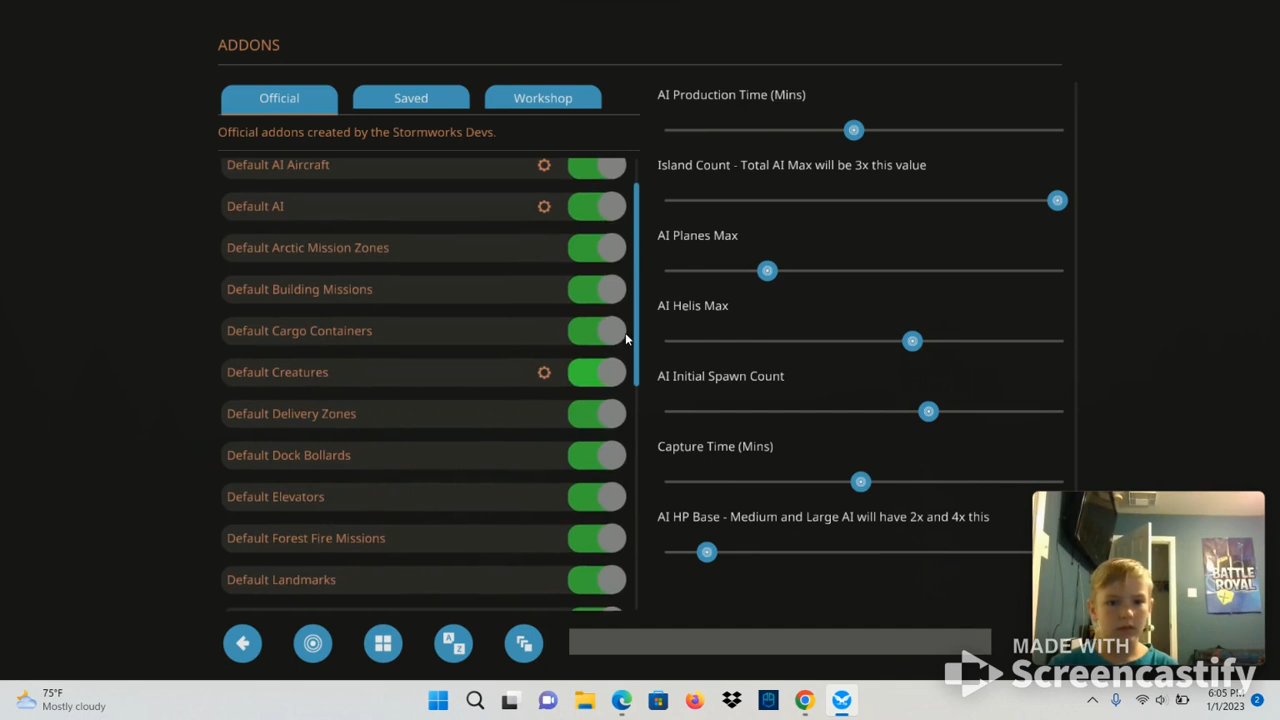 ADDONS
Official
Saved
Workshop
Official addons created by the Stormworks Devs.
Default AI Aircraft
Default AI
Default Arctic Mission Zones
Default Building Missions
Default Cargo Containers
Default Creatures
Default Delivery Zones
Default Dock Bollards
Default Elevators
Default Forest Fire Missions
Default Landmarks
AI Production Time (Mins)
Island Count - Total AI Max will be 3x this value
AI Planes Max
AI Helis Max
AI Initial Spawn Count
Capture Time (Mins)
AI HP Base - Medium and Large AI will have 2x and 4x this
A
Z
BATTLE
ROYAL
MADE WITH
Screencastify
75°F
Mostly cloudy
6:05 P...
1/1/2023
2